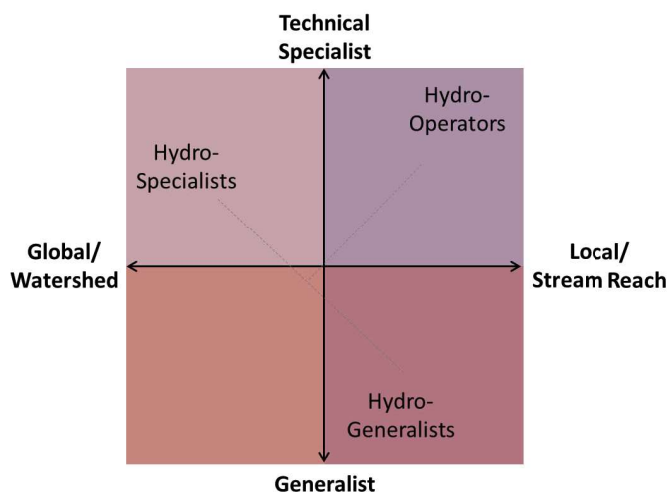 Technical
Specialist
Hydro-
Operators
Hydro-
Specialists
Global/
Watershed
Local/
Stream Reach
Hydro-
Generalists
Generalist